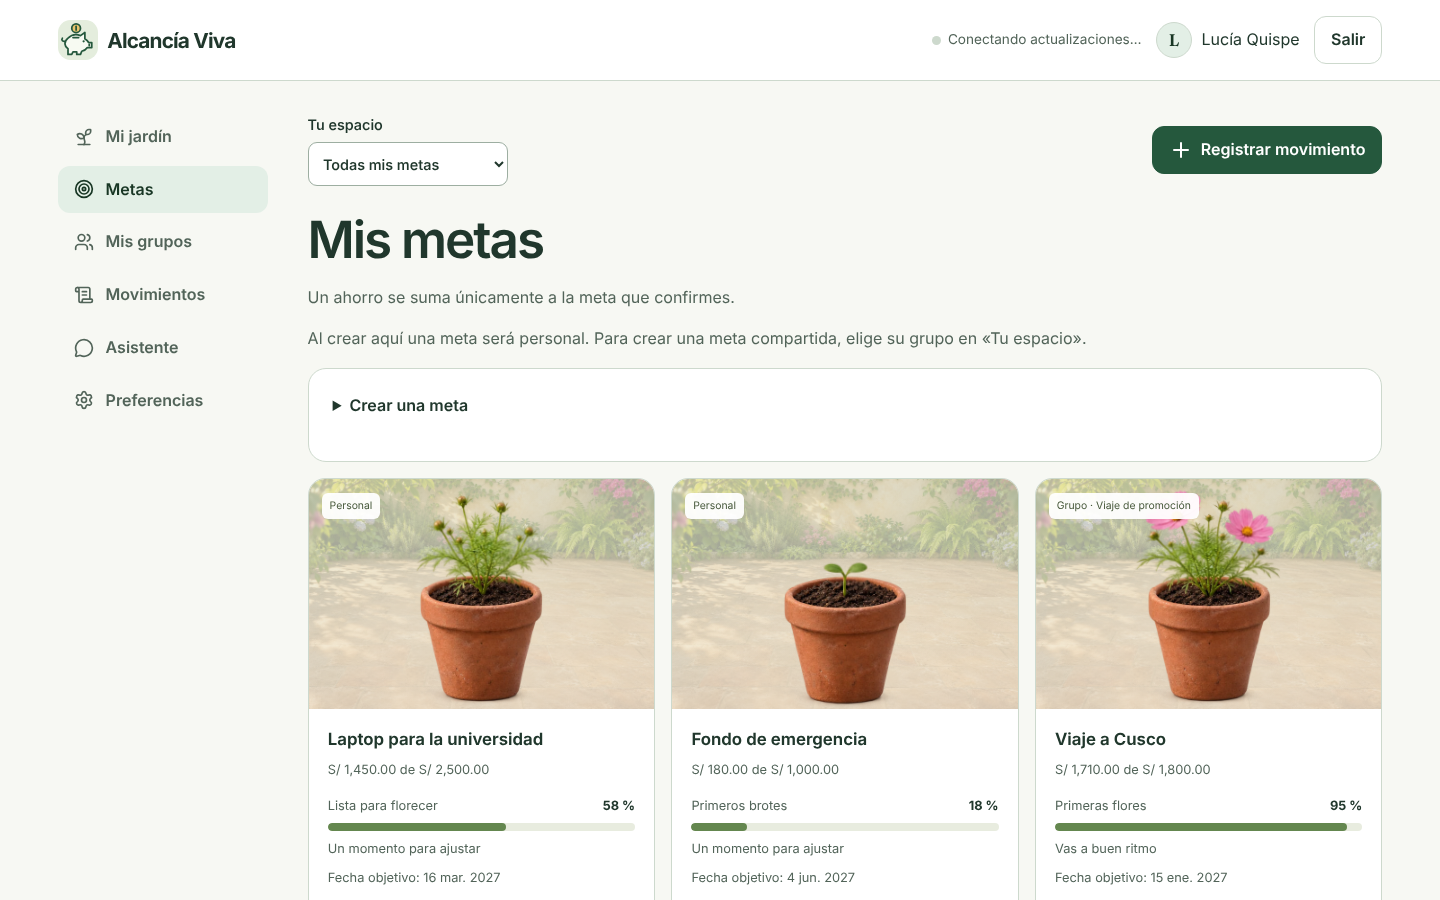 Alcancía Viva
Conectando actualizaciones...
L
Lucía Quispe
Salir
Mi jardín
Metas
Mis grupos
Movimientos
Asistente
Preferencias
Tu espacio
Todas mis metas
Registrar movimiento
Mis metas
Un ahorro se suma únicamente a la meta que confirmes.
Al crear aquí una meta será personal. Para crear una meta compartida, elige su grupo en «Tu espacio».
Crear una meta
Personal
Laptop para la universidad
S/ 1,450.00 de S/ 2,500.00
Lista para florecer 58 %
Un momento para ajustar
Fecha objetivo: 16 mar. 2027
Personal
Fondo de emergencia
S/ 180.00 de S/ 1,000.00
Primeros brotes 18 %
Un momento para ajustar
Fecha objetivo: 4 jun. 2027
Grupo · Viaje de promoción
Viaje a Cusco
S/ 1,710.00 de S/ 1,800.00
Primeras flores 95 %
Vas a buen ritmo
Fecha objetivo: 15 ene. 2027